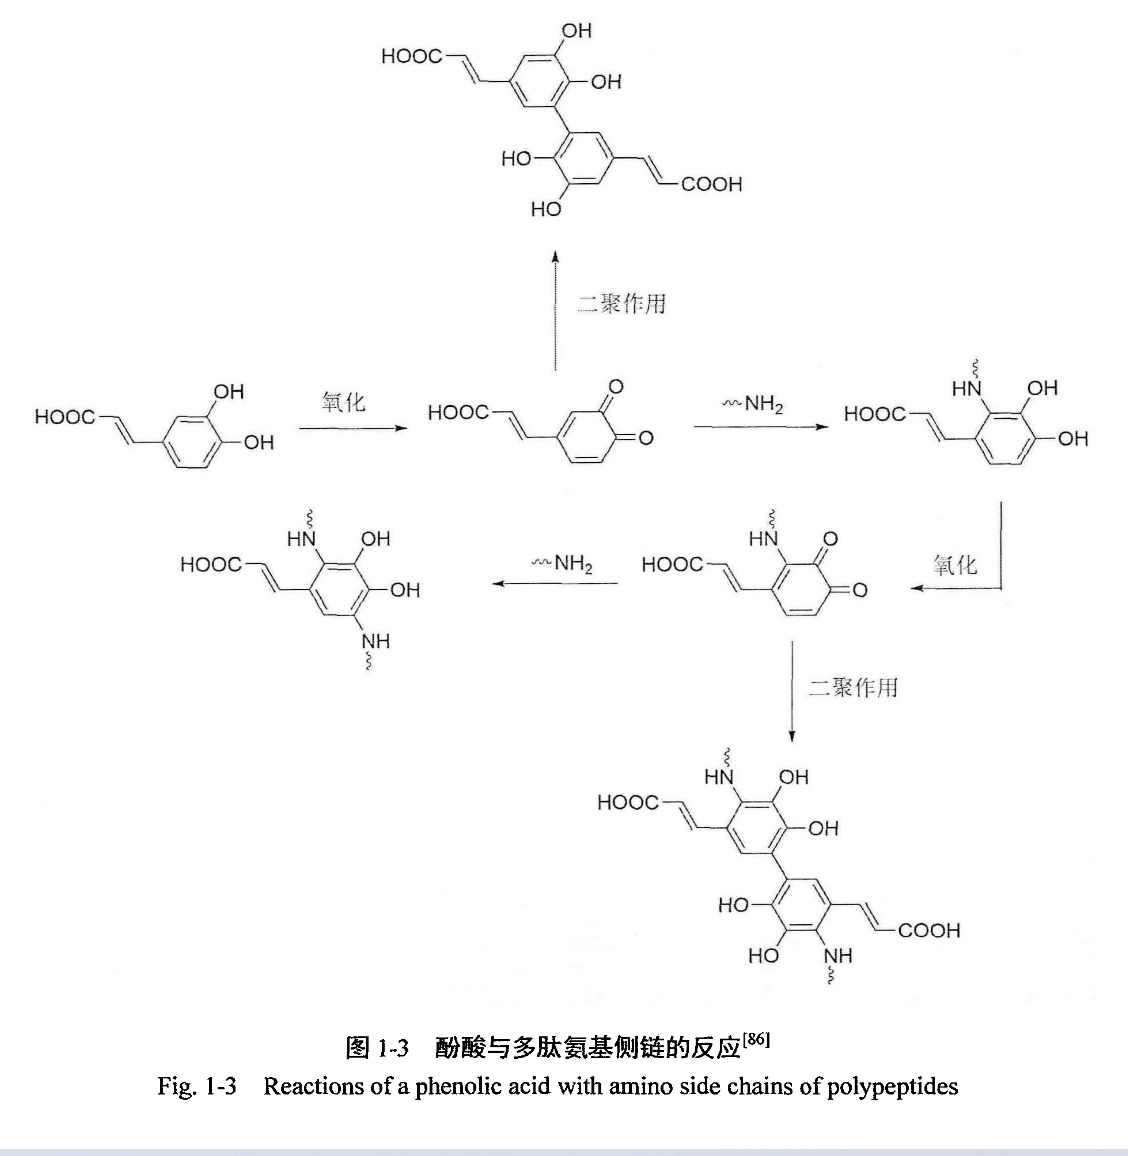 OH
HOOC
OH
HO
COOH
HO
二聚作用
HOOC
OH
OH
氧化
HOOC
O
O
NH2
HN
OH
HOOC
OH
HN
OH
HOOC
OH
NH
NH2
HN
O
HOOC
O
氧化
二聚作用
HN
OH
HOOC
OH
HO
COOH
HO
NH
图 1-3 酚酸与多肽氨基侧链的反应[86]
Fig. 1-3 Reactions of a phenolic acid with amino side chains of polypeptides